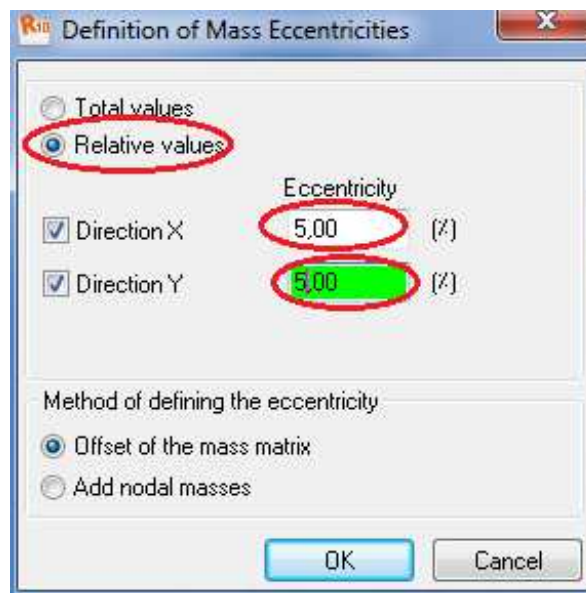 R10 Definition of Mass Eccentricities
Total values
Relative values
Eccentricity
Direction X 5,00 (%)
Direction Y 5,00 (%)
Method of defining the eccentricity
Offset of the mass matrix
Add nodal masses
OK Cancel